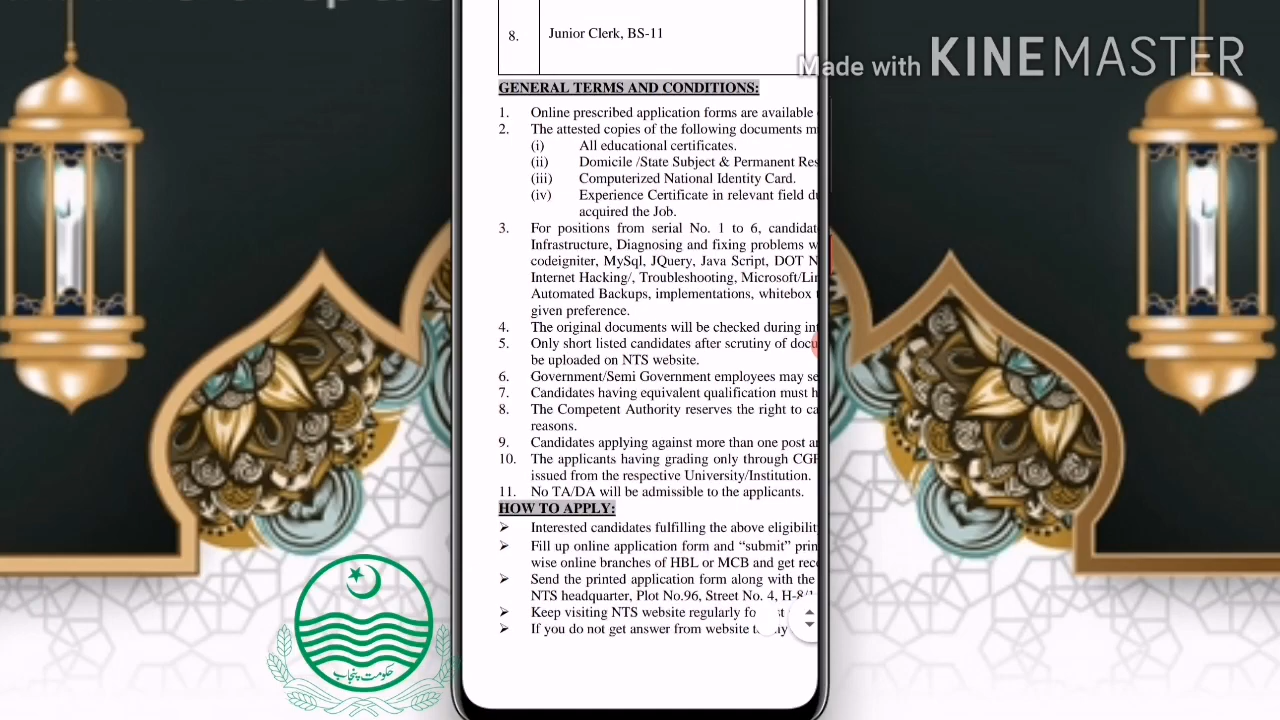 8. Junior Clerk, BS-11
Made with KINEMASTER
GENERAL TERMS AND CONDITIONS:
1. Online prescribed application forms are available
2. The attested copies of the following documents m
(i) All educational certificates.
(ii) Domicile /State Subject & Permanent Res
(iii) Computerized National Identity Card.
(iv) Experience Certificate in relevant field du
acquired the Job.
3. For positions from serial No. 1 to 6, candidat
Infrastructure, Diagnosing and fixing problems w
codeigniter, MySql, JQuery, Java Script, DOT N
Internet Hacking/, Troubleshooting, Microsoft/Lin
Automated Backups, implementations, whitebox
given preference.
4. The original documents will be checked during in
5. Only short listed candidates after scrutiny of docu
be uploaded on NTS website.
6. Government/Semi Government employees may se
7. Candidates having equivalent qualification must h
8. The Competent Authority reserves the right to ca
reasons.
9. Candidates applying against more than one post a
10. The applicants having grading only through CGP
issued from the respective University/Institution.
11. No TA/DA will be admissible to the applicants.
HOW TO APPLY:
➢ Interested candidates fulfilling the above eligibilit
➢ Fill up online application form and “submit” prin
wise online branches of HBL or MCB and get rec
➢ Send the printed application form along with the
NTS headquarter, Plot No.96, Street No. 4, H-8/1
➢ Keep visiting NTS website regularly fo
➢ If you do not get answer from website
حکومت پنجاب